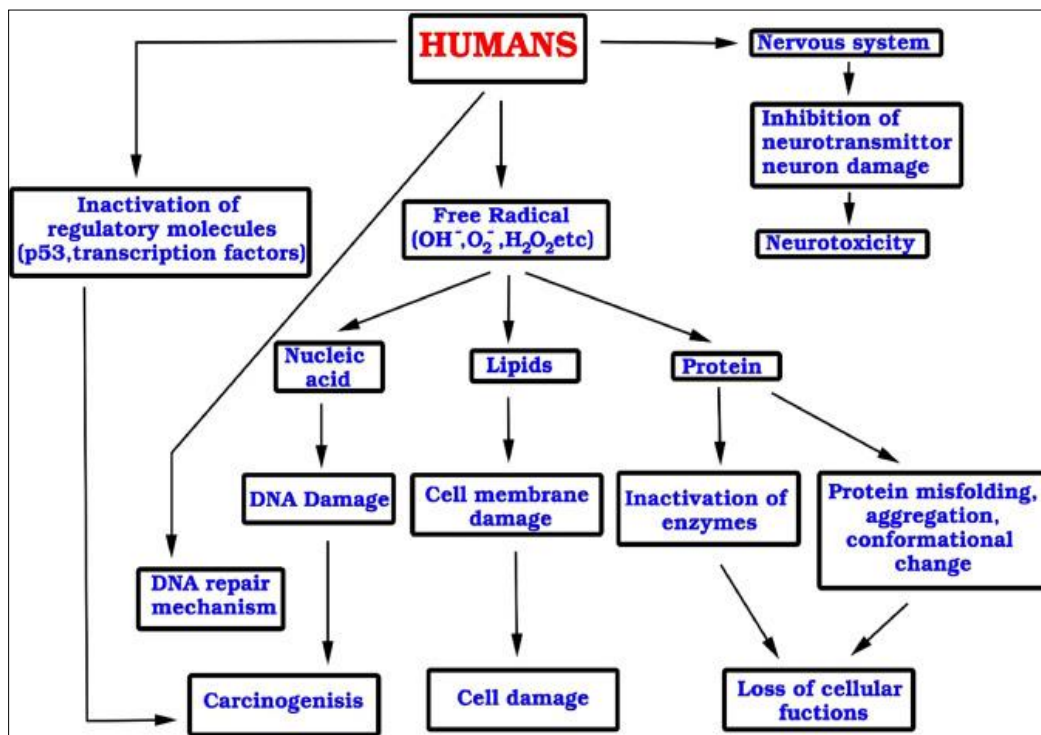 HUMANS
Nervous system
Inhibition of
neurotransmittor
neuron damage
Neurotoxicity
Inactivation of
regulatory molecules
(p53,transcription factors)
Free Radical
(OH⁻,O₂⁻,H₂O₂etc)
Nucleic
acid
Lipids
Protein
DNA Damage
Cell membrane
damage
Inactivation of
enzymes
Protein misfolding,
aggregation,
conformational
change
DNA repair
mechanism
Carcinogenisis
Cell damage
Loss of cellular
fuctions